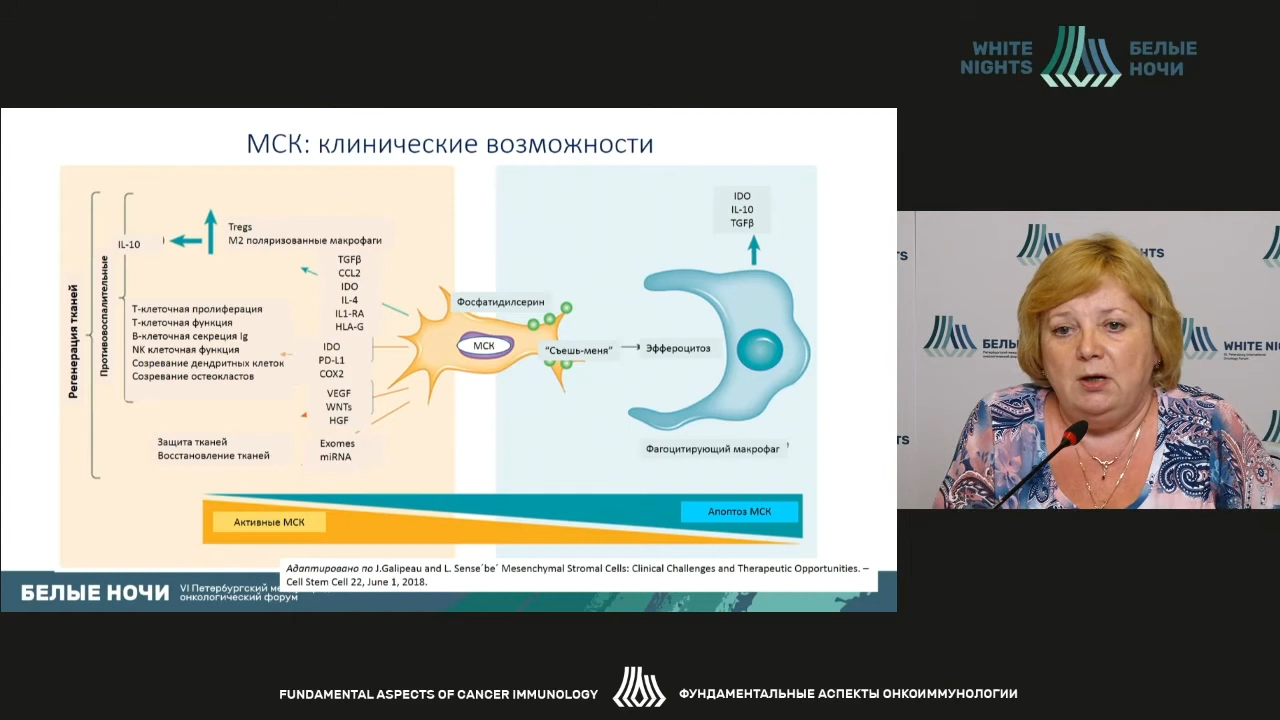 WHITE
NIGHTS
БЕЛЫЕ
НОЧИ
МСК: клинические возможности
Регенерация тканей
Противовоспалительные
IL-10
Tregs
М2 поляризованные макрофаги
TGFβ
CCL2
IDO
IL-4
IL1-RA
HLA-G
Т-клеточная пролиферация
Т-клеточная функция
В-клеточная секреция Ig
NK клеточная функция
Созревание дендритных клеток
Созревание остеокластов
IDO
PD-L1
COX2
VEGF
WNTs
HGF
Защита тканей
Восстановление тканей
Exomes
miRNA
МСК
Фосфатидилсерин
"Съешь-меня"
Эффероцитоз
IDO
IL-10
TGFβ
Фагоцитирующий макрофаг
Активные МСК
Апоптоз МСК
Адаптировано по J.Galipeau and L. Sense´be´ Mesenchymal Stromal Cells: Clinical Challenges and Therapeutic Opportunities. –
Cell Stem Cell 22, June 1, 2018.
БЕЛЫЕ НОЧИ
VI Петербургский
онкологический форум
NIGHTS
WHITE NIGHTS
FUNDAMENTAL ASPECTS OF CANCER IMMUNOLOGY
ФУНДАМЕНТАЛЬНЫЕ АСПЕКТЫ ОНКОИММУНОЛОГИИ